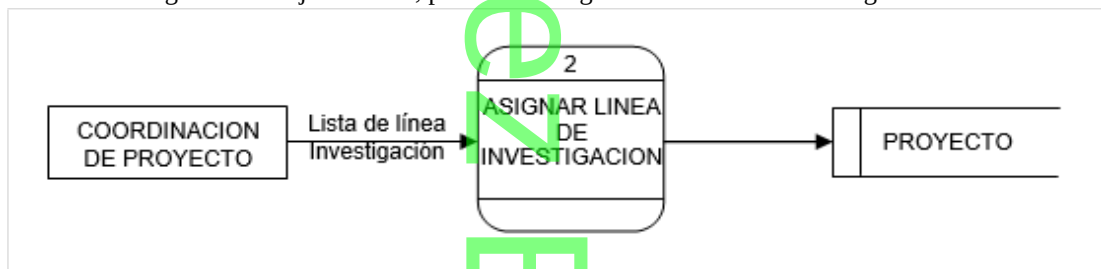 COORDINACION
DE PROYECTO
Lista de línea
Investigación
2
ASIGNAR LINEA
DE
INVESTIGACION
PROYECTO